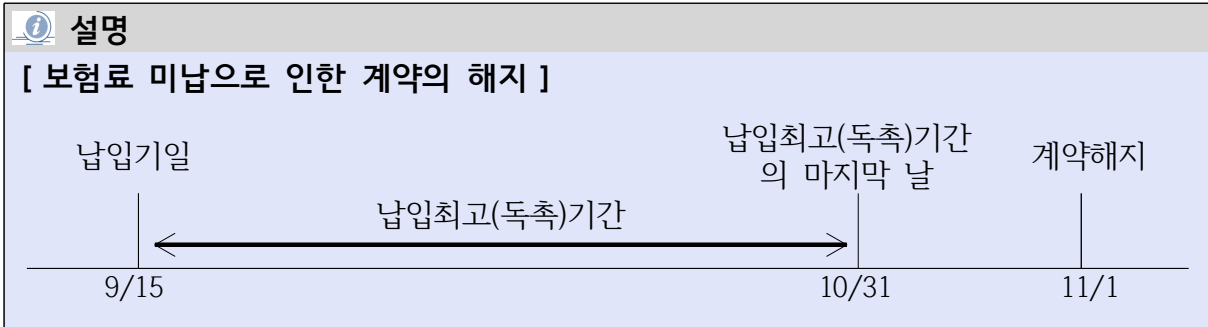 설명
[ 보험료 미납으로 인한 계약의 해지 ]
납입기일
납입최고(독촉)기간
의 마지막 날
계약해지
납입최고(독촉)기간
9/15
10/31
11/1